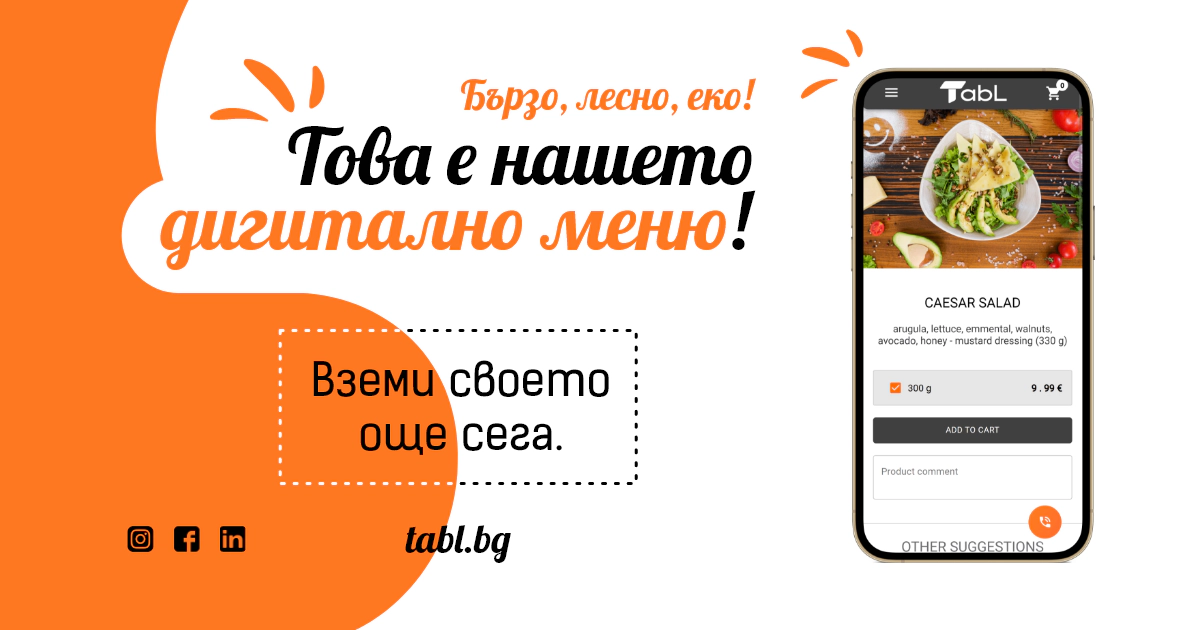 Бързо, лесно, еко!
Това е нашето
дигитално меню!
Вземи своето
още сега.
tabl.bg
TabL
0
CAESAR SALAD
arugula, lettuce, emmental, walnuts,
avocado, honey - mustard dressing (330 g)
300 g 9.99 €
ADD TO CART
Product comment
OTHER SUGGESTIONS